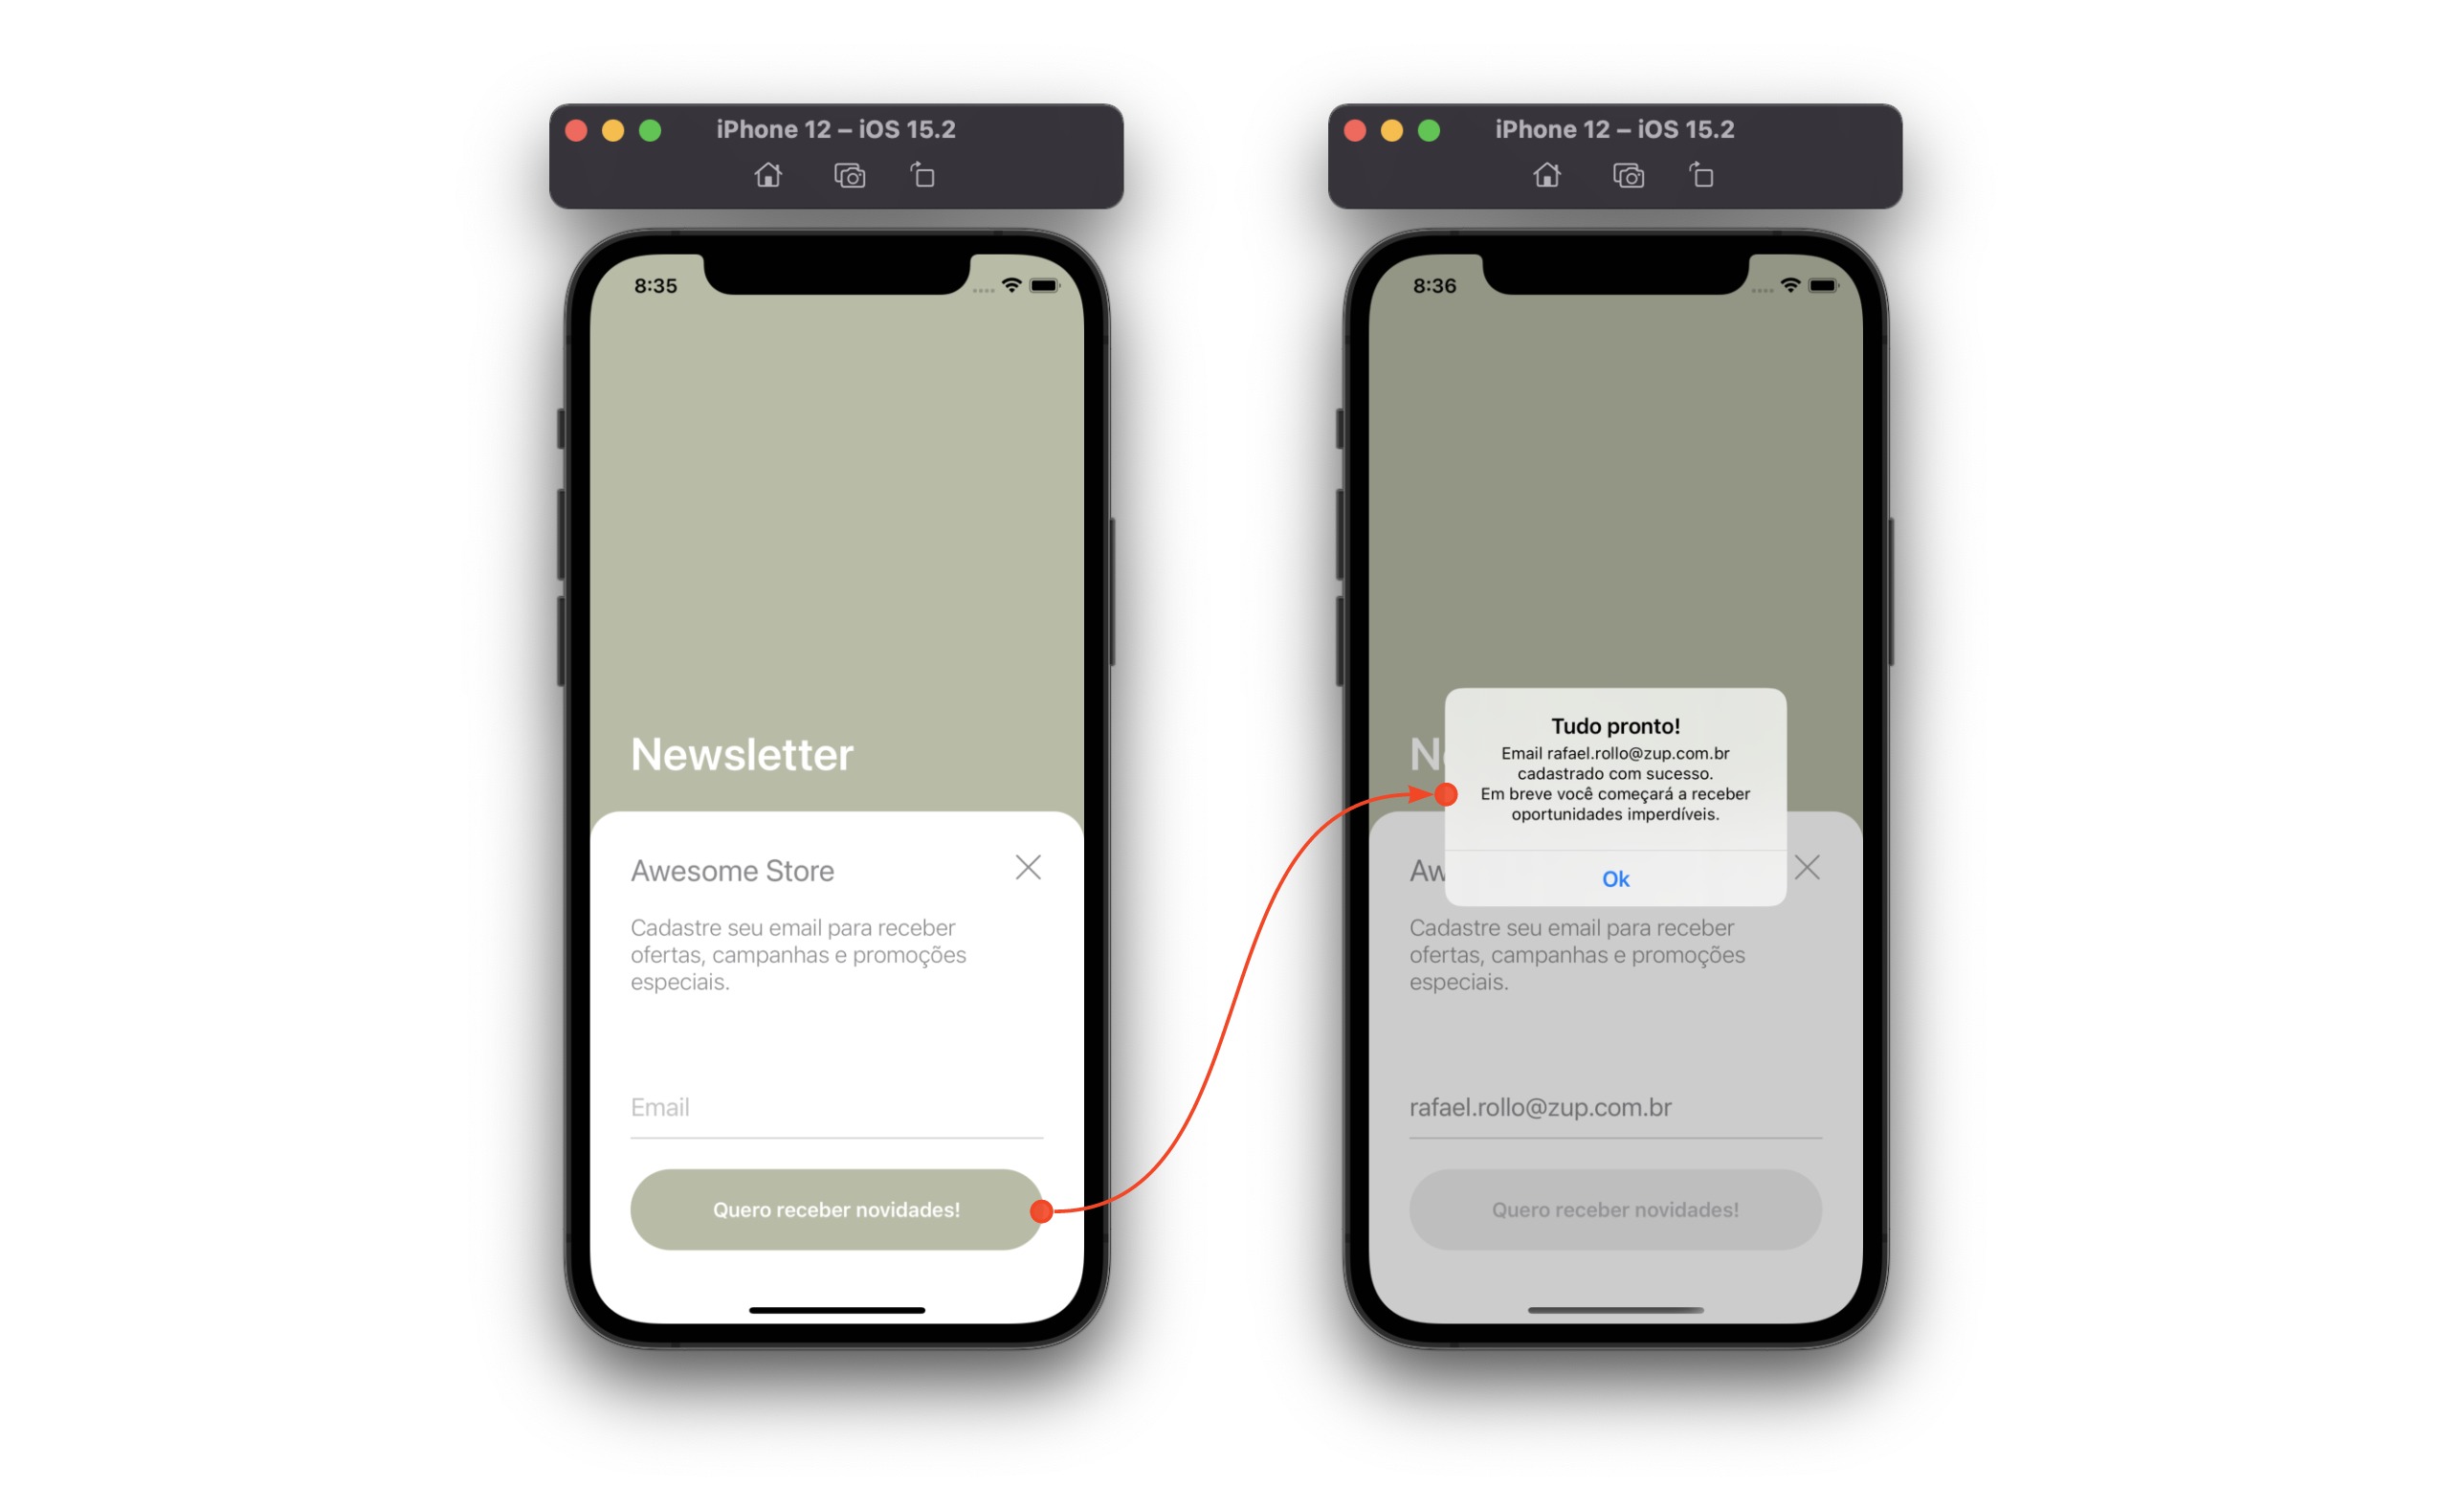 iPhone 12 – iOS 15.2
8:35
Newsletter
Awesome Store
Cadastre seu email para receber
ofertas, campanhas e promoções
especiais.
Email
Quero receber novidades!
iPhone 12 – iOS 15.2
8:36
Tudo pronto!
Email rafael.rollo@zup.com.br
cadastrado com sucesso.
Em breve você começará a receber
oportunidades imperdíveis.
Ok
Cadastre seu email para receber
ofertas, campanhas e promoções
especiais.
rafael.rollo@zup.com.br
Quero receber novidades!